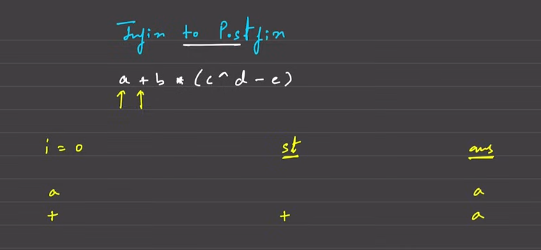 Infix to Postfix
a + b * (c ^ d - e)
i = 0 st ans
a a
+ + a